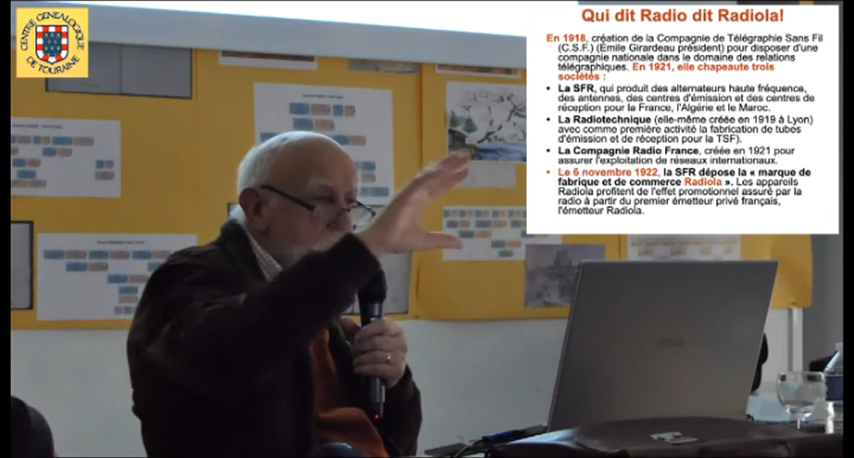 CENTRE GÉNÉALOGIQUE
DE TOURAINE
Qui dit Radio dit Radiola!
En 1918, création de la Compagnie de Télégraphie Sans Fil
(C.S.F.) (Émile Girardeau président) pour disposer d'une
compagnie nationale dans le domaine des relations
télégraphiques. En 1921, elle chapeaute trois
sociétés :
• La SFR, qui produit des alternateurs haute fréquence,
des antennes, des centres d'émission et des centres de
réception pour la France, l'Algérie et le Maroc.
• La Radiotechnique (elle-même créée en 1919 à Lyon)
avec comme première activité la fabrication de tubes
d'émission et de réception pour la TSF).
• La Compagnie Radio France, créée en 1921 pour
assurer l'exploitation de réseaux internationaux.
• Le 6 novembre 1922, la SFR dépose la « marque de
fabrique et de commerce Radiola ». Les appareils
Radiola profitent de l'effet promotionnel assuré par la
radio à partir du premier émetteur privé français,
l'émetteur Radiola.